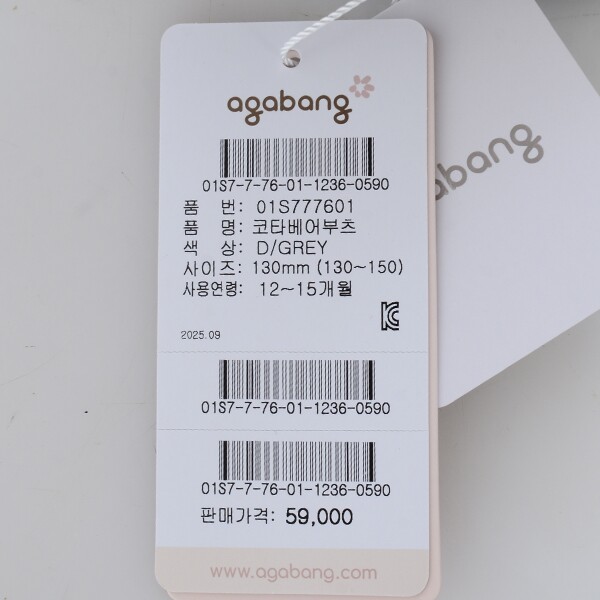 agabang
abang
01S7-7-76-01-1236-0590
품 번: 01S777601
품 명: 코타베어부츠
색 상: D/GREY
사이즈: 130mm (130~150)
사용연령: 12~15개월
2025.09
01S7-7-76-01-1236-0590
01S7-7-76-01-1236-0590
판매가격: 59,000
www.agabang.com